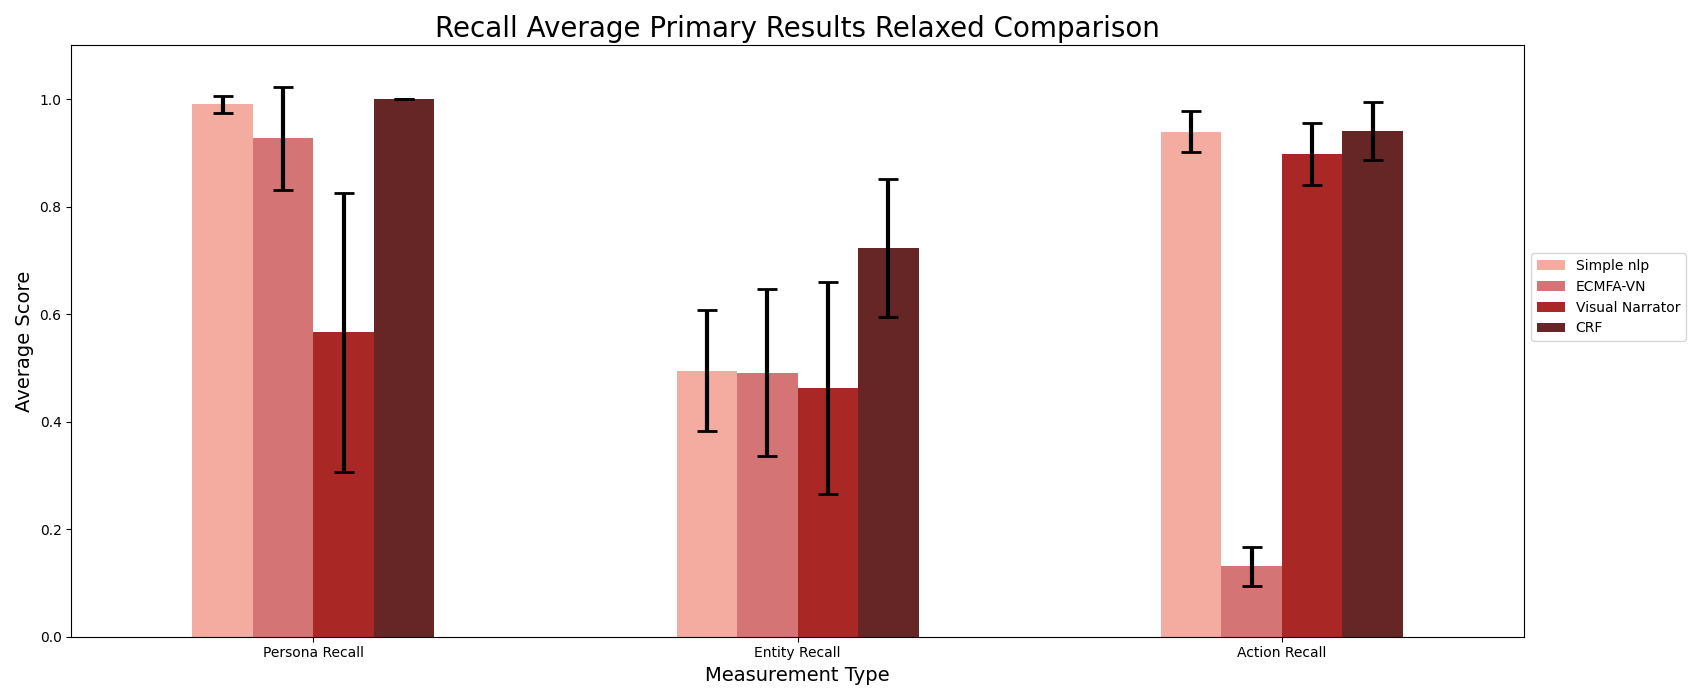 Recall Average Primary Results Relaxed Comparison
1.0
0.8
0.6
0.4
0.2
0.0
Average Score
Persona Recall
Entity Recall
Action Recall
Measurement Type
Simple nlp
ECMFA-VN
Visual Narrator
CRF